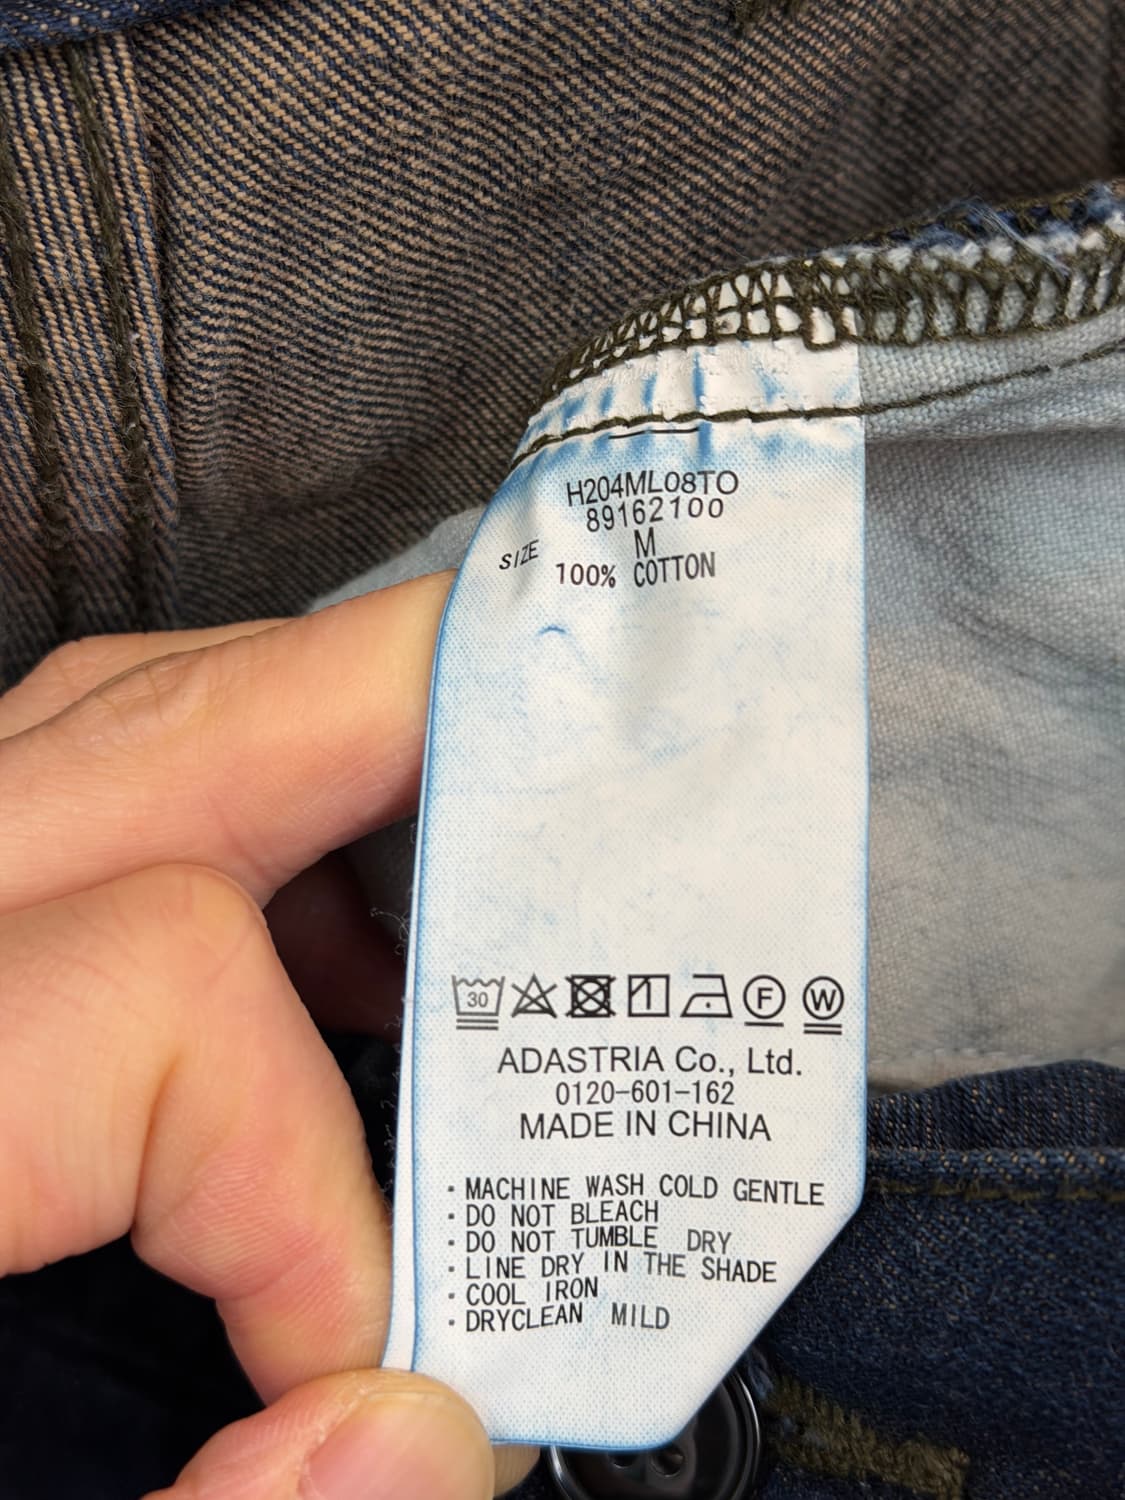 H204ML08TO
89162100
SIZE M
100% COTTON
30 F W
ADASTRIA Co., Ltd.
0120-601-162
MADE IN CHINA
・MACHINE WASH COLD GENTLE
・DO NOT BLEACH
・DO NOT TUMBLE DRY
・LINE DRY IN THE SHADE
・COOL IRON
・DRYCLEAN MILD